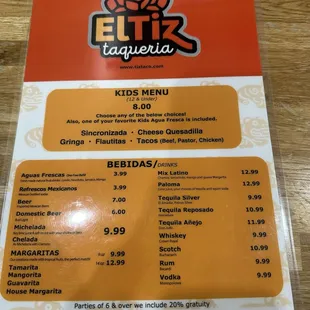 ELTIZ
taqueria
KIDS MENU
(12 & Under)
8.00
Choose any of the below choices!
Also, one of your favorite Kids Agua Fresca is included.
Sincronizada - Cheese Quesadilla
Gringa - Flautitas - Tacos (Beef, Pastor, Chicken)
BEBIDAS/DRINKS
Aguas Frescas 3.99
Refrescos Mexicanos 3.99
Beer 7.00
Domestic Beer 6.00
Michelada 9.99
Chelada
MARGARITAS 9.99
12.99
Tamarita
Mangorita
Guavarita
House Margarita
Mix Latino 12.99
Paloma 12.99
Tequila Silver 9.99
Tequila Reposado 10.99
Tequila Añejo 11.99
Whiskey 9.99
Scotch 10.99
Rum 9.99
Vodka 9.99
Parties of 6 & over we include 20% gratuity